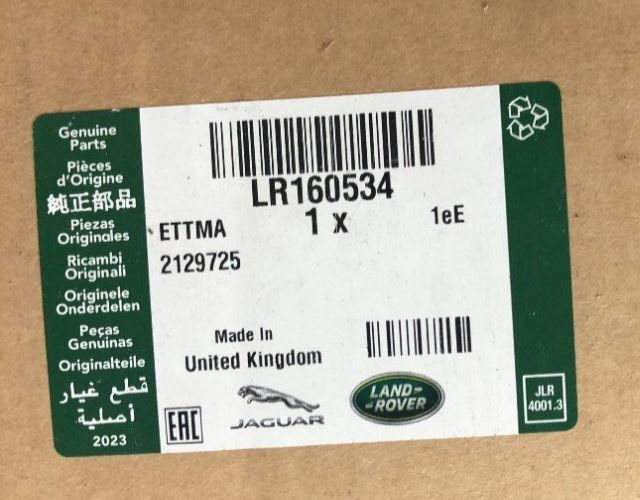 Genuine
Parts
Pièces
d'Origine
純正部品
Piezas
Originales
Ricambi
Originali
Originele
Onderdelen
Peças
Genuinas
Originalteile
قطع غيار
أصلية
2023
LR160534
1 x
1eE
ETTMA
2129725
Made In
United Kingdom
EAC
JAGUAR
LAND-
-ROVER
JLR
4001.3